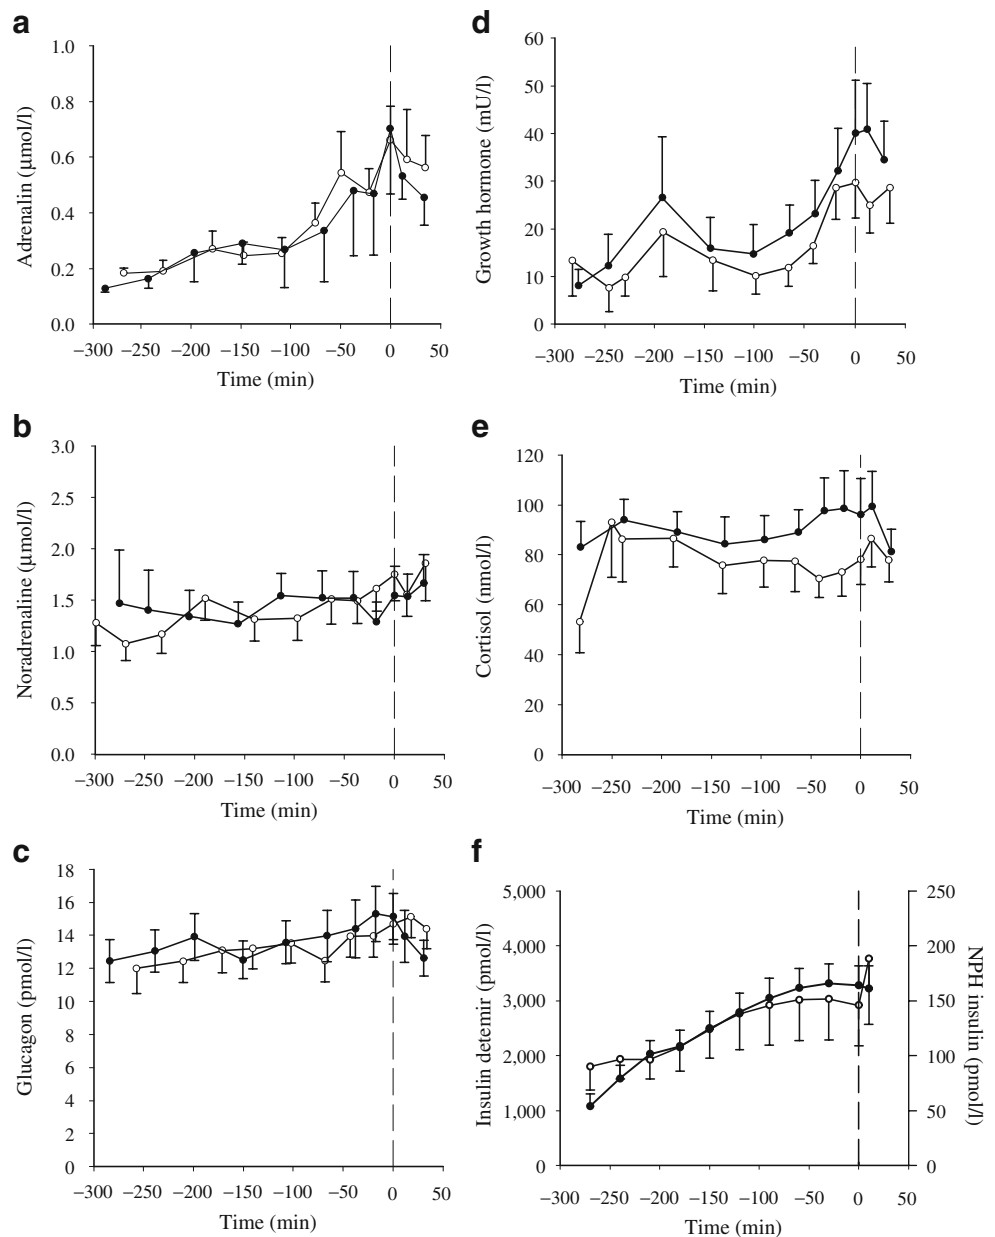 a
1.0
0.8
0.6
0.4
0.2
0.0
Adrenalin (µmol/l)
−300 −250 −200 −150 −100 −50 0 50
Time (min)
d
60
50
40
30
20
10
0
Growth hormone (mU/l)
−300 −250 −200 −150 −100 −50 0 50
Time (min)
b
3.0
2.5
2.0
1.5
1.0
0.5
0.0
Noradrenaline (µmol/l)
−300 −250 −200 −150 −100 −50 0 50
Time (min)
e
120
100
80
60
40
20
0
Cortisol (nmol/l)
−300 −250 −200 −150 −100 −50 0 50
Time (min)
c
18
16
14
12
10
8
6
4
2
0
Glucagon (pmol/l)
−300 −250 −200 −150 −100 −50 0 50
Time (min)
f
5,000
4,000
3,000
2,000
1,000
0
Insulin detemir (pmol/l)
250
200
150
100
50
0
NPH insulin (pmol/l)
−300 −250 −200 −150 −100 −50 0 50
Time (min)